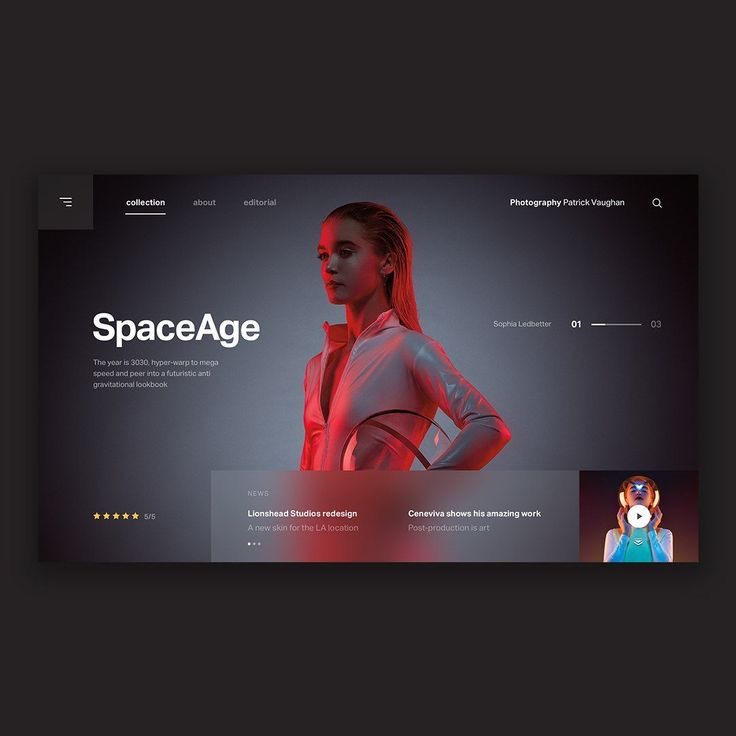 collection
about
editorial
Photography Patrick Vaughan
SpaceAge
The year is 3030, hyper-warp to mega
speed and peer into a futuristic anti
gravitational lookbook
Sophia Ledbetter
01
03
5/5
NEWS
Lionshead Studios redesign
A new skin for the LA location
Ceneviva shows his amazing work
Post-production is art